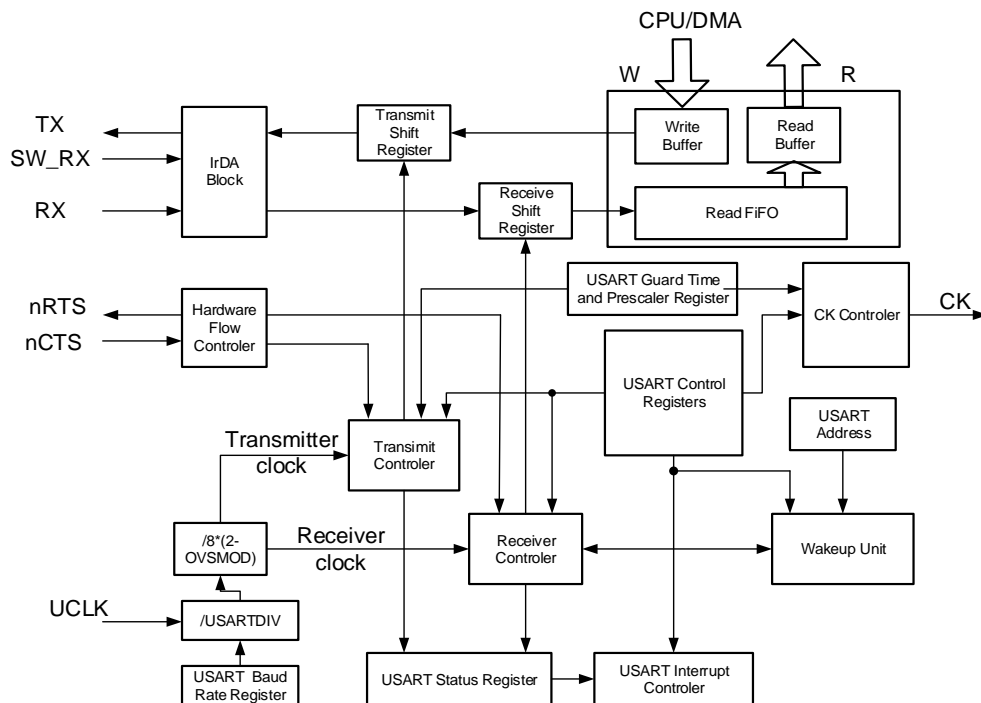 CPU/DMA
W
R
TX
SW_RX
RX
IrDA
Block
Transmit
Shift
Register
Write
Buffer
Read
Buffer
Receive
Shift
Register
Read FiFO
nRTS
nCTS
Hardware
Flow
Controler
USART Guard Time
and Prescaler Register
CK Controler
CK
USART Control
Registers
USART
Address
Transmitter
clock
Transimit
Controler
/8*(2-
OVSMOD)
Receiver
clock
Receiver
Controler
Wakeup Unit
UCLK
/USARTDIV
USART Baud
Rate Register
USART Status Register
USART Interrupt
Controler